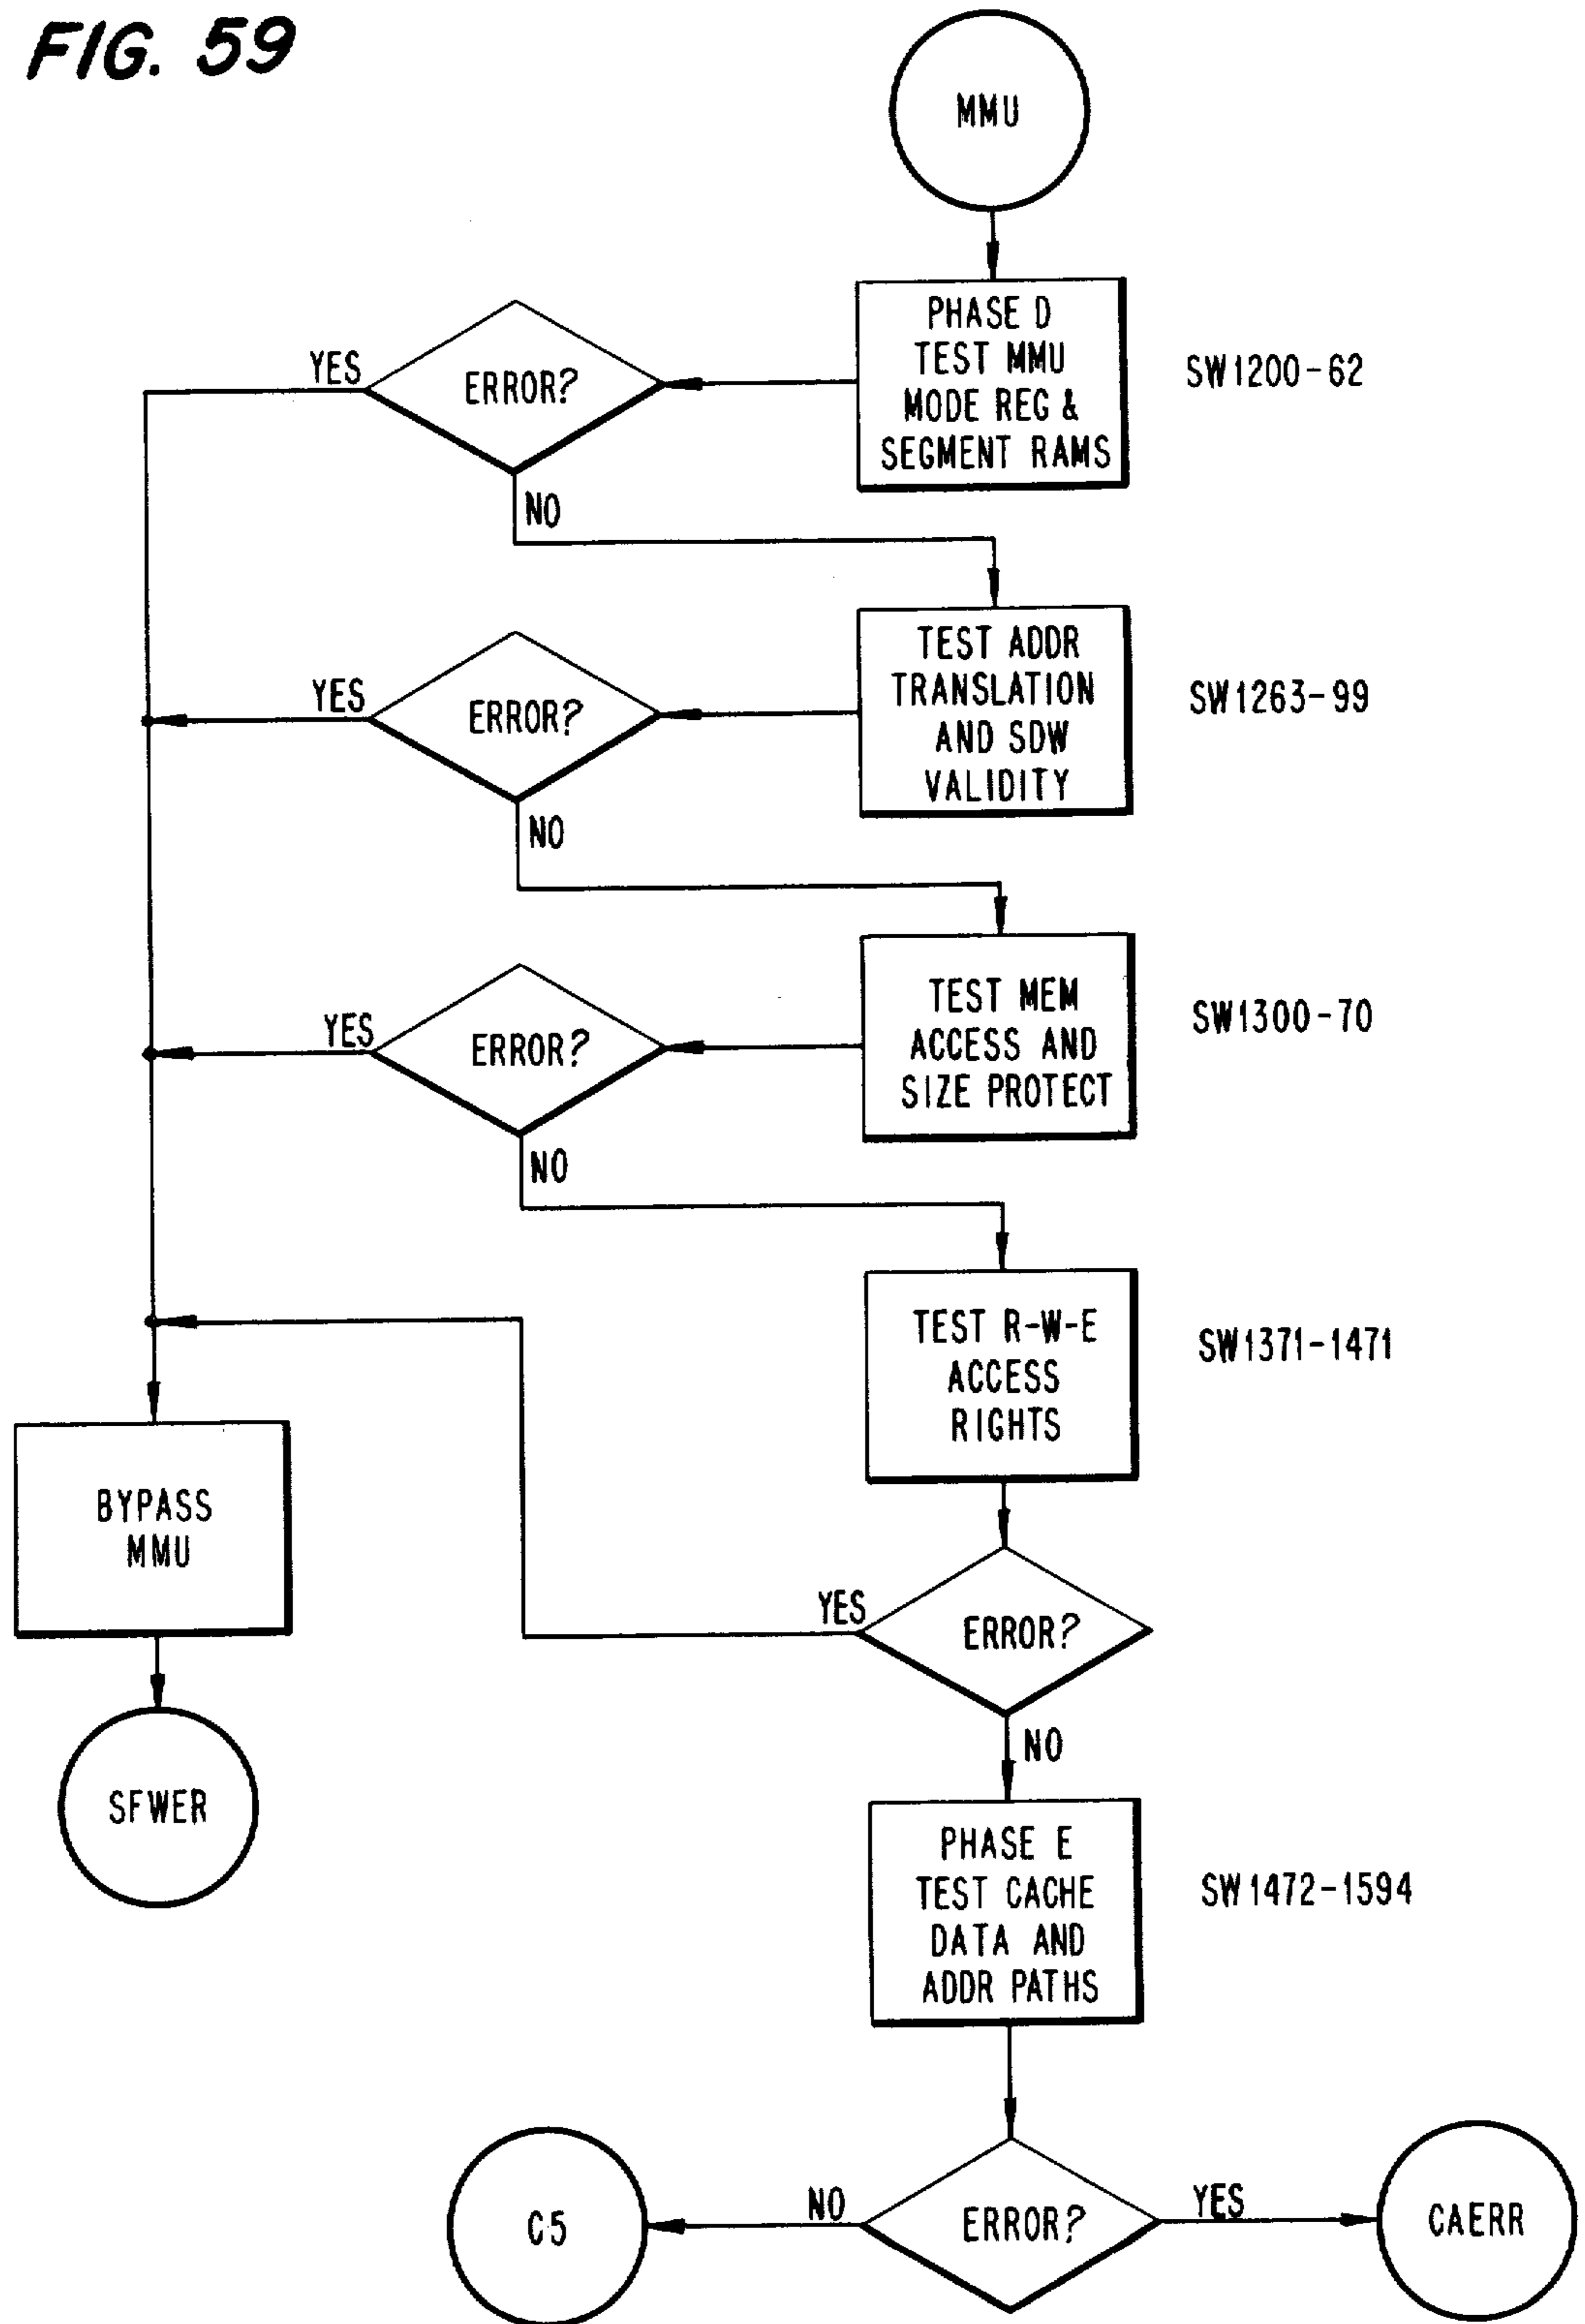 FIG. 59
MMU
PHASE D
TEST MMU
MODE REG &
SEGMENT RAMS
SW1200-62
ERROR?
YES
NO
TEST ADDR
TRANSLATION
AND SDW
VALIDITY
SW1263-99
ERROR?
YES
NO
TEST MEM
ACCESS AND
SIZE PROTECT
SW1300-70
ERROR?
YES
NO
TEST R-W-E
ACCESS
RIGHTS
SW1371-1471
BYPASS
MMU
SFWER
ERROR?
YES
NO
PHASE E
TEST CACHE
DATA AND
ADDR PATHS
SW1472-1594
ERROR?
NO
YES
C5
CAERR